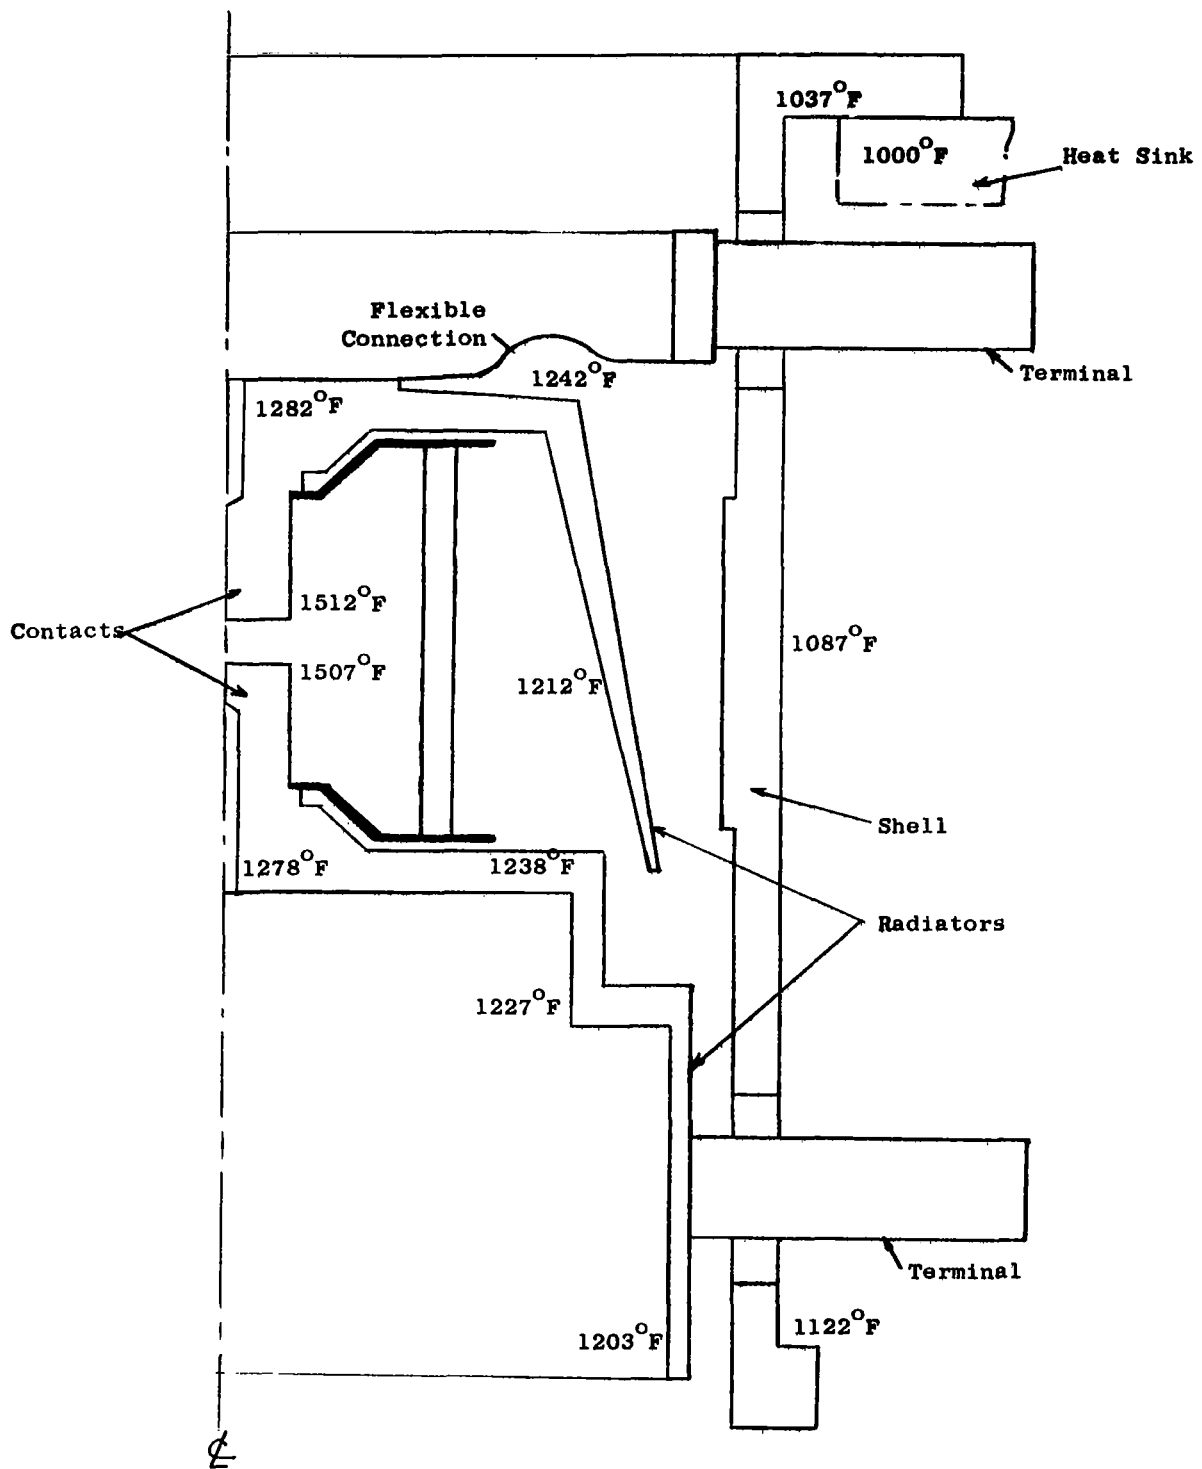 1037°F
1000°F
Heat Sink
Flexible
Connection
1242°F
Terminal
1282°F
1512°F
Contacts
1507°F
1087°F
1212°F
Shell
1238°F
1278°F
Radiators
1227°F
Terminal
1122°F
1203°F
℄